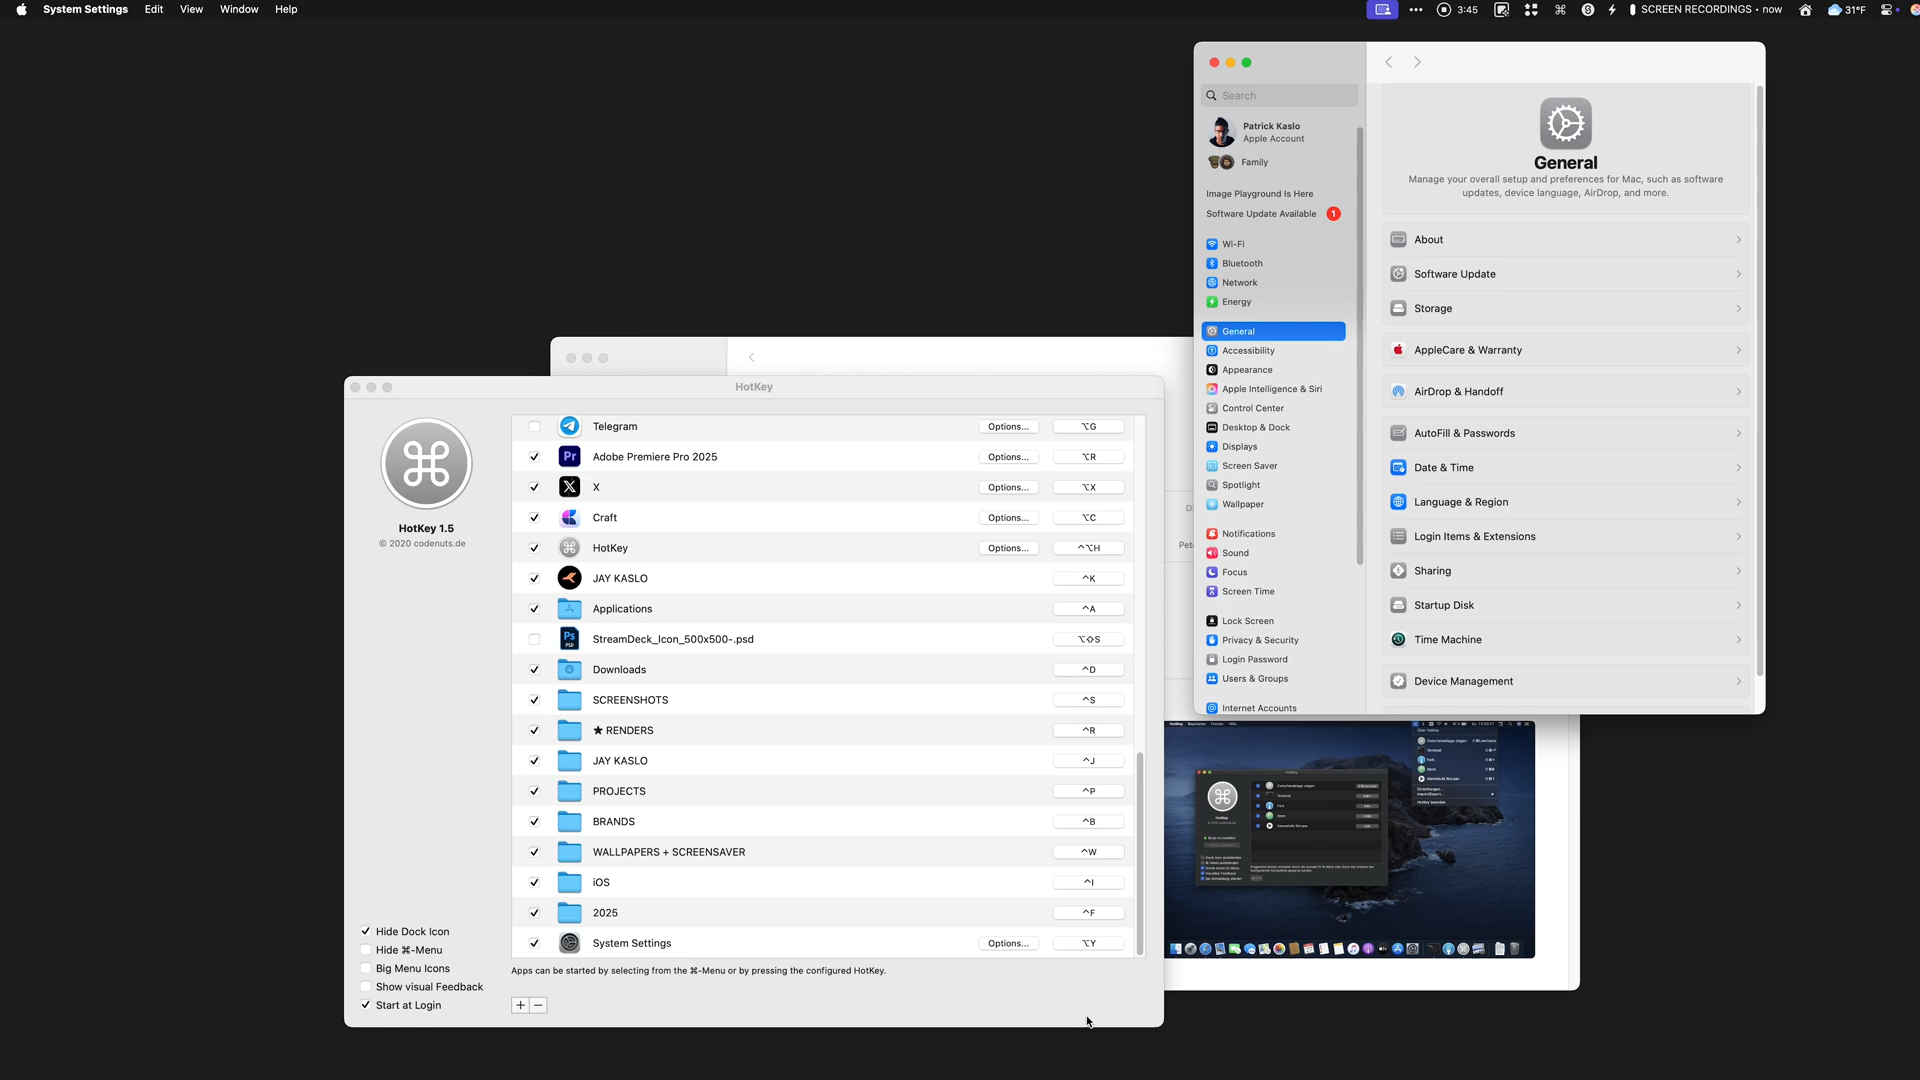 System Settings Edit View Window Help
3:45
SCREEN RECORDINGS • now
31°F
Search
Patrick Kaslo
Apple Account
Family
Image Playground Is Here
Software Update Available 1
Wi-Fi
Bluetooth
Network
Energy
General
Accessibility
Appearance
Apple Intelligence & Siri
Control Center
Desktop & Dock
Displays
Screen Saver
Spotlight
Wallpaper
Notifications
Sound
Focus
Screen Time
Lock Screen
Privacy & Security
Login Password
Users & Groups
Internet Accounts
General
Manage your overall setup and preferences for Mac, such as software
updates, device language, AirDrop, and more.
About
Software Update
Storage
AppleCare & Warranty
AirDrop & Handoff
AutoFill & Passwords
Date & Time
Language & Region
Login Items & Extensions
Sharing
Startup Disk
Time Machine
Device Management
HotKey
HotKey 1.5
© 2020 codenuts.de
Telegram Options... ⌥G
Pr Adobe Premiere Pro 2025 Options... ⌥R
X Options... ⌥X
Craft Options... ⌥C
HotKey Options... ^⌥H
JAY KASLO ^K
Applications ^A
Ps PSD StreamDeck_Icon_500x500-.psd ⌥⇧S
Downloads ^D
SCREENSHOTS ^S
★ RENDERS ^R
JAY KASLO ^J
PROJECTS ^P
BRANDS ^B
WALLPAPERS + SCREENSAVER ^W
iOS ^I
2025 ^F
System Settings Options... ⌥Y
Apps can be started by selecting from the ⌘-Menu or by pressing the configured HotKey.
Hide Dock Icon
Hide ⌘-Menu
Big Menu Icons
Show visual Feedback
Start at Login
+ −